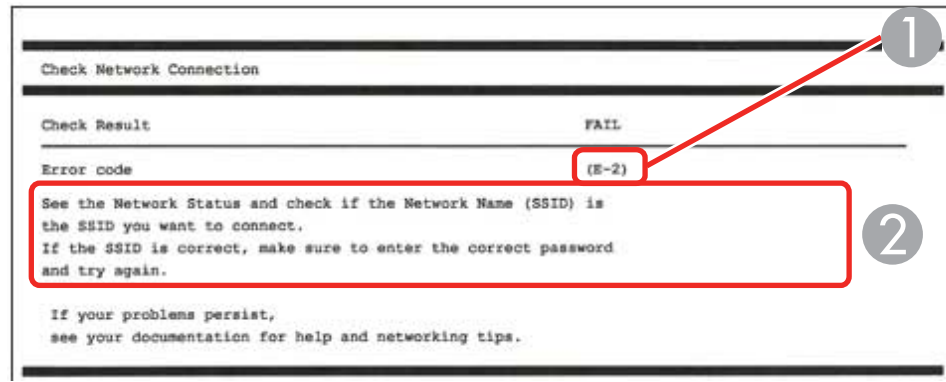 1
Check Network Connection
Check Result FAIL
Error code (E-2)
See the Network Status and check if the Network Name (SSID) is
the SSID you want to connect.
If the SSID is correct, make sure to enter the correct password
and try again.
2
If your problems persist,
see your documentation for help and networking tips.